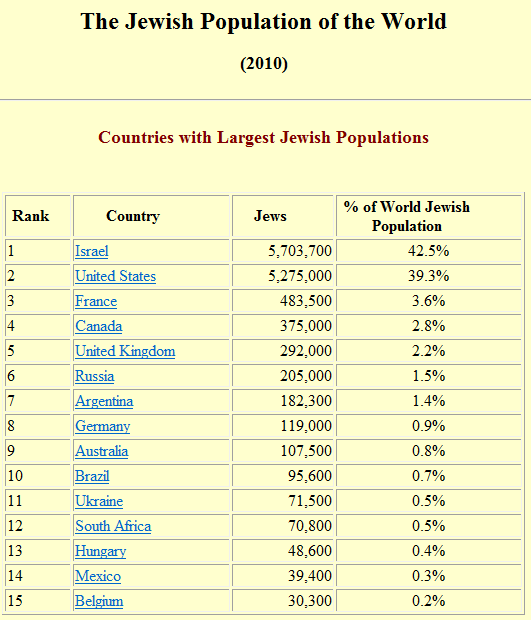 The Jewish Population of the World
(2010)
Countries with Largest Jewish Populations
Rank Country Jews % of World Jewish Population
1 Israel 5,703,700 42.5%
2 United States 5,275,000 39.3%
3 France 483,500 3.6%
4 Canada 375,000 2.8%
5 United Kingdom 292,000 2.2%
6 Russia 205,000 1.5%
7 Argentina 182,300 1.4%
8 Germany 119,000 0.9%
9 Australia 107,500 0.8%
10 Brazil 95,600 0.7%
11 Ukraine 71,500 0.5%
12 South Africa 70,800 0.5%
13 Hungary 48,600 0.4%
14 Mexico 39,400 0.3%
15 Belgium 30,300 0.2%